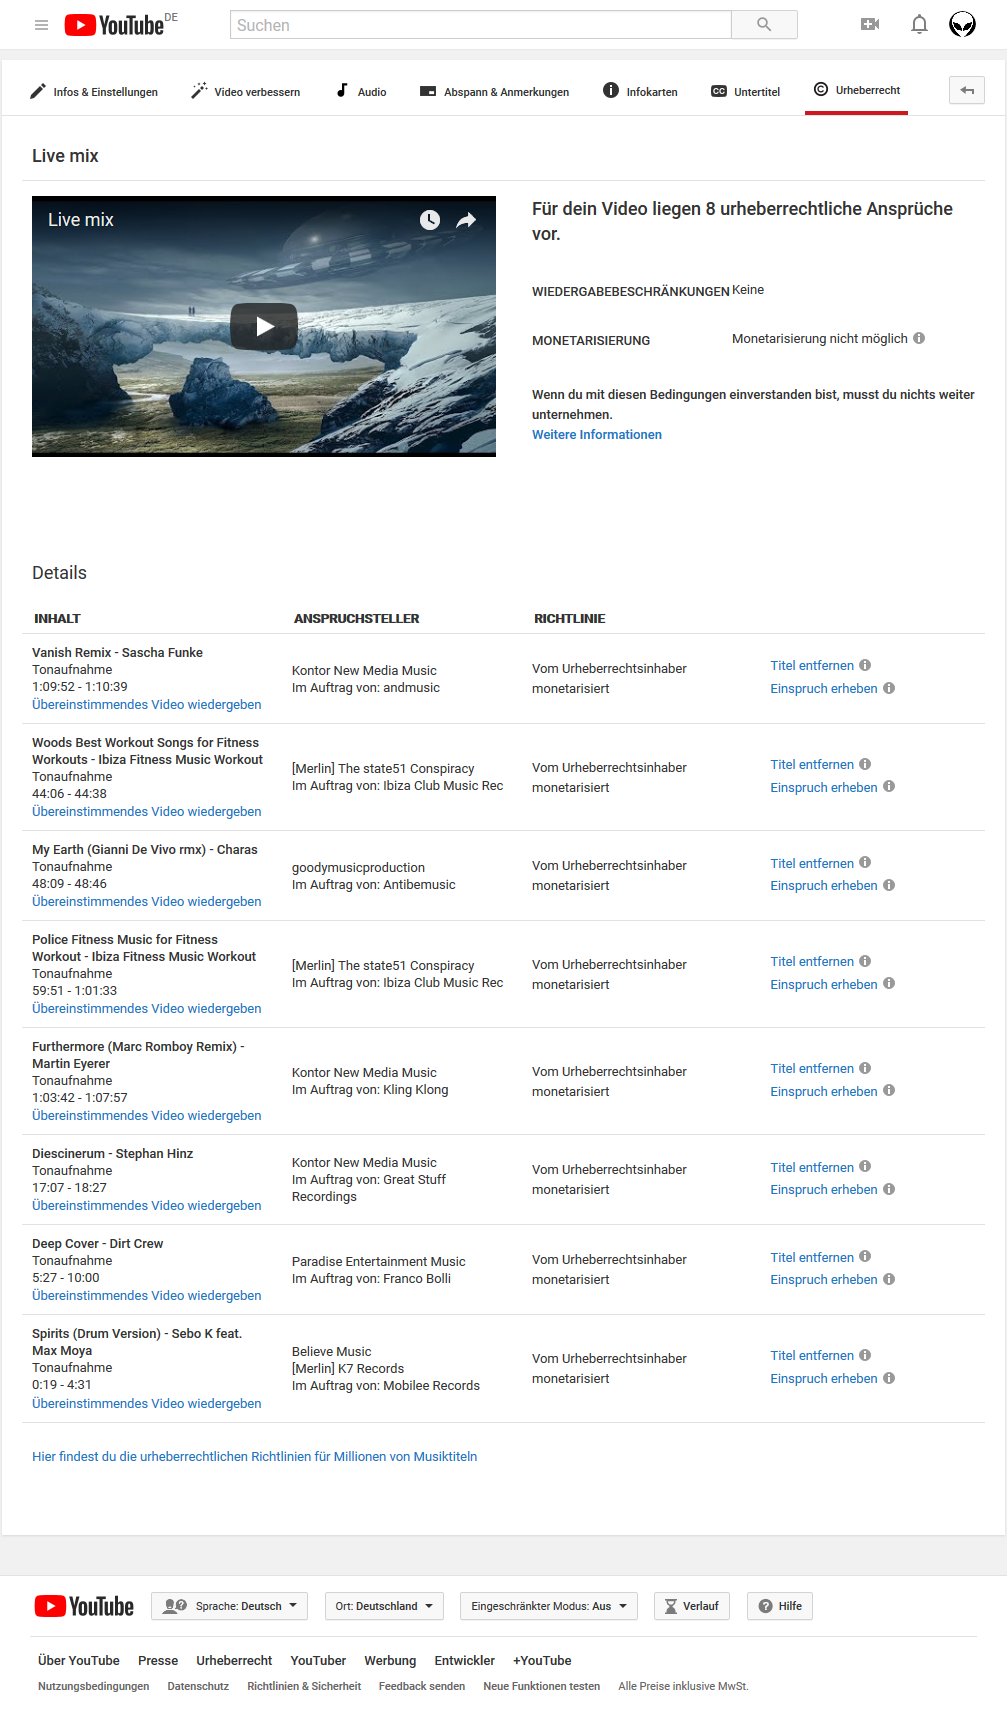 YouTube DE
Suchen
Infos & Einstellungen
Video verbessern
Audio
Abspann & Anmerkungen
Infokarten
CC Untertitel
Urheberrecht
Live mix
Live mix
Für dein Video liegen 8 urheberrechtliche Ansprüche
vor.
WIEDERGABEBESCHRÄNKUNGEN Keine
MONETARISIERUNG Monetarisierung nicht möglich
Wenn du mit diesen Bedingungen einverstanden bist, musst du nichts weiter
unternehmen.
Weitere Informationen
Details
INHALT ANSPRUCHSTELLER RICHTLINIE
Vanish Remix - Sascha Funke
Tonaufnahme
1:09:52 - 1:10:39
Übereinstimmendes Video wiedergeben
Kontor New Media Music
Im Auftrag von: andmusic
Vom Urheberrechtsinhaber
monetarisiert
Titel entfernen
Einspruch erheben
Woods Best Workout Songs for Fitness
Workouts - Ibiza Fitness Music Workout
Tonaufnahme
44:06 - 44:38
Übereinstimmendes Video wiedergeben
[Merlin] The state51 Conspiracy
Im Auftrag von: Ibiza Club Music Rec
Vom Urheberrechtsinhaber
monetarisiert
Titel entfernen
Einspruch erheben
My Earth (Gianni De Vivo rmx) - Charas
Tonaufnahme
48:09 - 48:46
Übereinstimmendes Video wiedergeben
goodymusicproduction
Im Auftrag von: Antibemusic
Vom Urheberrechtsinhaber
monetarisiert
Titel entfernen
Einspruch erheben
Police Fitness Music for Fitness
Workout - Ibiza Fitness Music Workout
Tonaufnahme
59:51 - 1:01:33
Übereinstimmendes Video wiedergeben
[Merlin] The state51 Conspiracy
Im Auftrag von: Ibiza Club Music Rec
Vom Urheberrechtsinhaber
monetarisiert
Titel entfernen
Einspruch erheben
Furthermore (Marc Romboy Remix) -
Martin Eyerer
Tonaufnahme
1:03:42 - 1:07:57
Übereinstimmendes Video wiedergeben
Kontor New Media Music
Im Auftrag von: Kling Klong
Vom Urheberrechtsinhaber
monetarisiert
Titel entfernen
Einspruch erheben
Diescinerum - Stephan Hinz
Tonaufnahme
17:07 - 18:27
Übereinstimmendes Video wiedergeben
Kontor New Media Music
Im Auftrag von: Great Stuff
Recordings
Vom Urheberrechtsinhaber
monetarisiert
Titel entfernen
Einspruch erheben
Deep Cover - Dirt Crew
Tonaufnahme
5:27 - 10:00
Übereinstimmendes Video wiedergeben
Paradise Entertainment Music
Im Auftrag von: Franco Bolli
Vom Urheberrechtsinhaber
monetarisiert
Titel entfernen
Einspruch erheben
Spirits (Drum Version) - Sebo K feat.
Max Moya
Tonaufnahme
0:19 - 4:31
Übereinstimmendes Video wiedergeben
Believe Music
[Merlin] K7 Records
Im Auftrag von: Mobilee Records
Vom Urheberrechtsinhaber
monetarisiert
Titel entfernen
Einspruch erheben
Hier findest du die urheberrechtlichen Richtlinien für Millionen von Musiktiteln
YouTube
Sprache: Deutsch
Ort: Deutschland
Eingeschränkter Modus: Aus
Verlauf
Hilfe
Über YouTube Presse Urheberrecht YouTuber Werbung Entwickler +YouTube
Nutzungsbedingungen Datenschutz Richtlinien & Sicherheit Feedback senden Neue Funktionen testen Alle Preise inklusive MwSt.